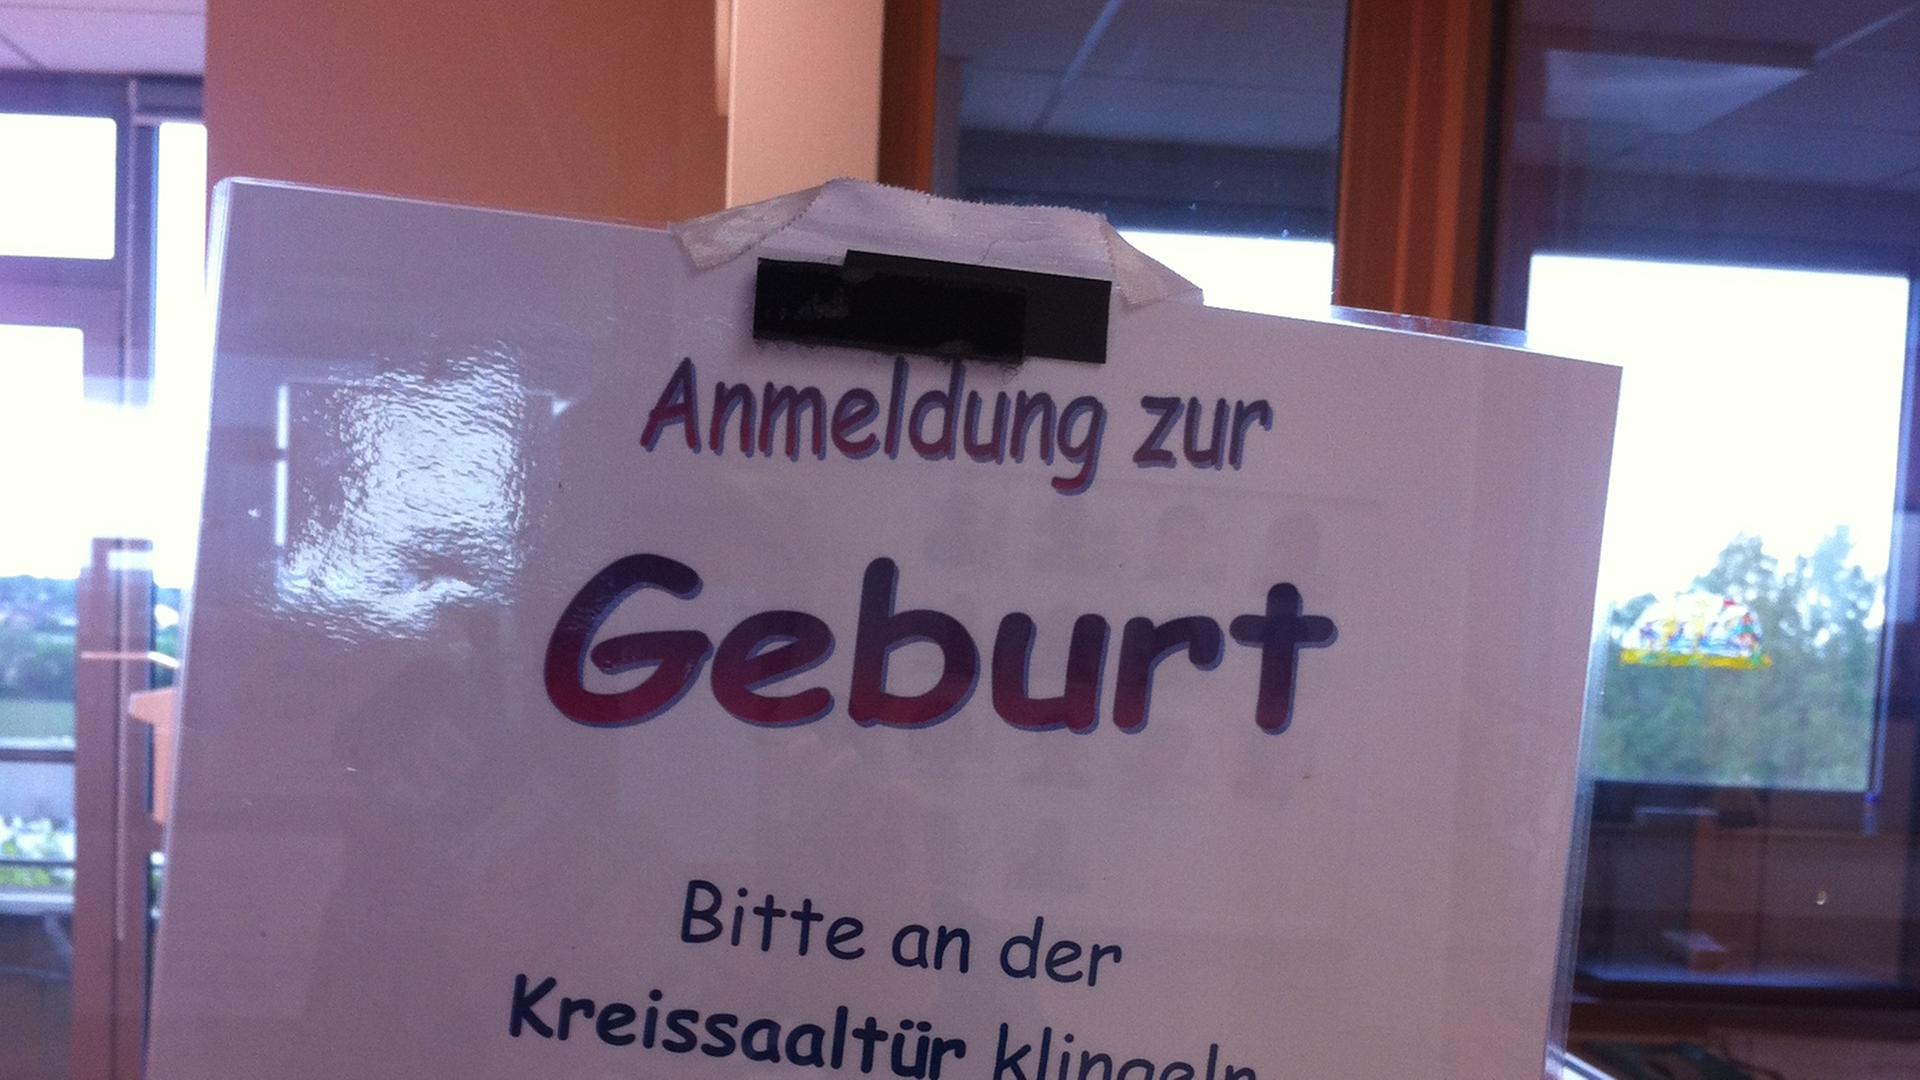 Anmeldung zur
Geburt
Bitte an der
Kreissaaltür klingeln